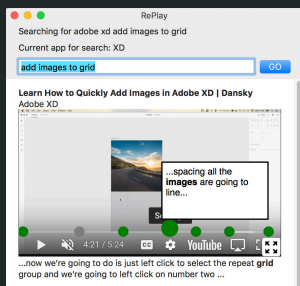 RePlay
Searching for adobe xd add images to grid
Current app for search: XD
add images to grid
GO
Learn How to Quickly Add Images in Adobe XD | Dansky
Adobe XD
...spacing all the
images are going to
line...
4:21 / 5:24
CC
YouTube
...now we're going to do is just left click to select the repeat grid
group and we're going to left click on number two ...